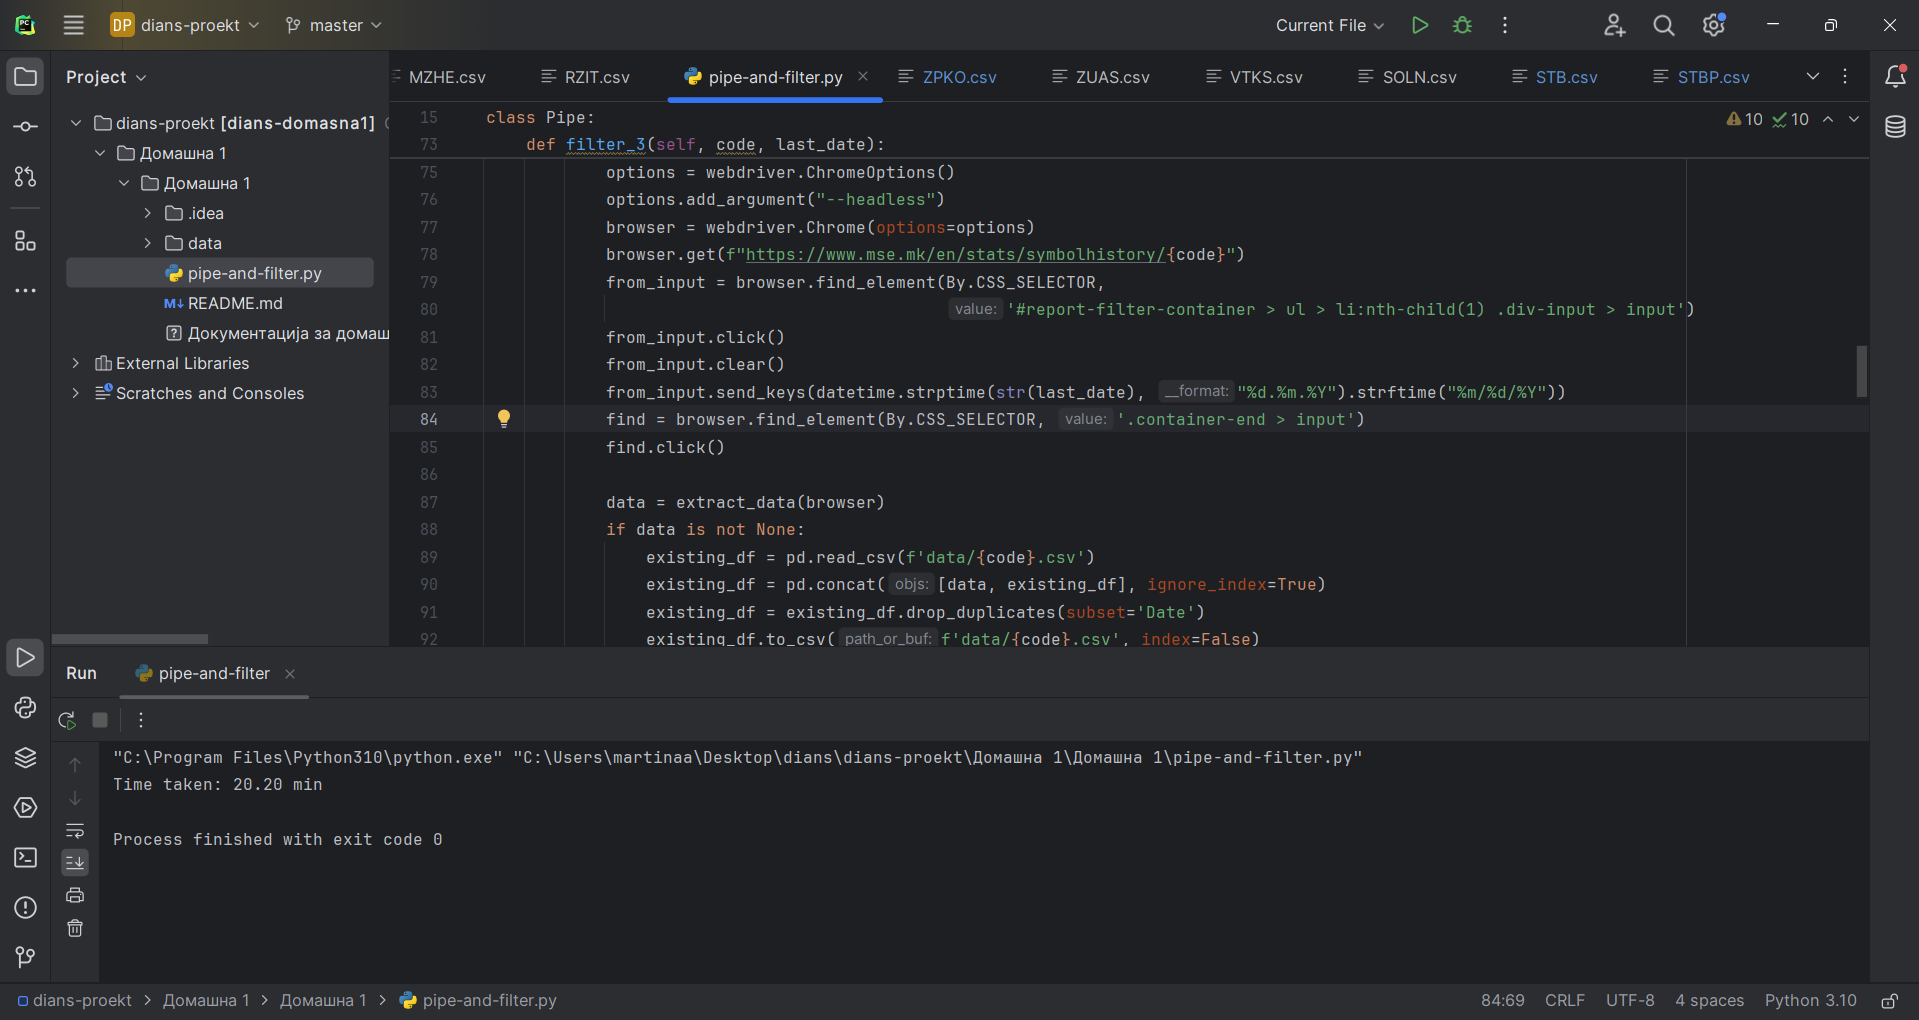 DP dians-proekt master Current File
Project
MZHE.csv RZIT.csv pipe-and-filter.py ZPKO.csv ZUAS.csv VTKS.csv SOLN.csv STB.csv STBP.csv
dians-proekt [dians-domasna1]
Домашна 1
Домашна 1
.idea
data
pipe-and-filter.py
README.md
Документација за домаш
External Libraries
Scratches and Consoles
10 10
15 class Pipe:
73 def filter_3(self, code, last_date):
75 options = webdriver.ChromeOptions()
76 options.add_argument("--headless")
77 browser = webdriver.Chrome(options=options)
78 browser.get(f"https://www.mse.mk/en/stats/symbolhistory/{code}")
79 from_input = browser.find_element(By.CSS_SELECTOR,
80 value: '#report-filter-container > ul > li:nth-child(1) .div-input > input')
81 from_input.click()
82 from_input.clear()
83 from_input.send_keys(datetime.strptime(str(last_date), __format: "%d.%m.%Y").strftime("%m/%d/%Y"))
84 find = browser.find_element(By.CSS_SELECTOR, value: '.container-end > input')
85 find.click()
86
87 data = extract_data(browser)
88 if data is not None:
89 existing_df = pd.read_csv(f'data/{code}.csv')
90 existing_df = pd.concat( objs: [data, existing_df], ignore_index=True)
91 existing_df = existing_df.drop_duplicates(subset='Date')
92 existing_df.to_csv( path_or_buf: f'data/{code}.csv', index=False)
Run pipe-and-filter
"C:\Program Files\Python310\python.exe" "C:\Users\martinaa\Desktop\dians\dians-proekt\Домашна 1\Домашна 1\pipe-and-filter.py"
Time taken: 20.20 min
Process finished with exit code 0
dians-proekt > Домашна 1 > Домашна 1 > pipe-and-filter.py
84:69 CRLF UTF-8 4 spaces Python 3.10